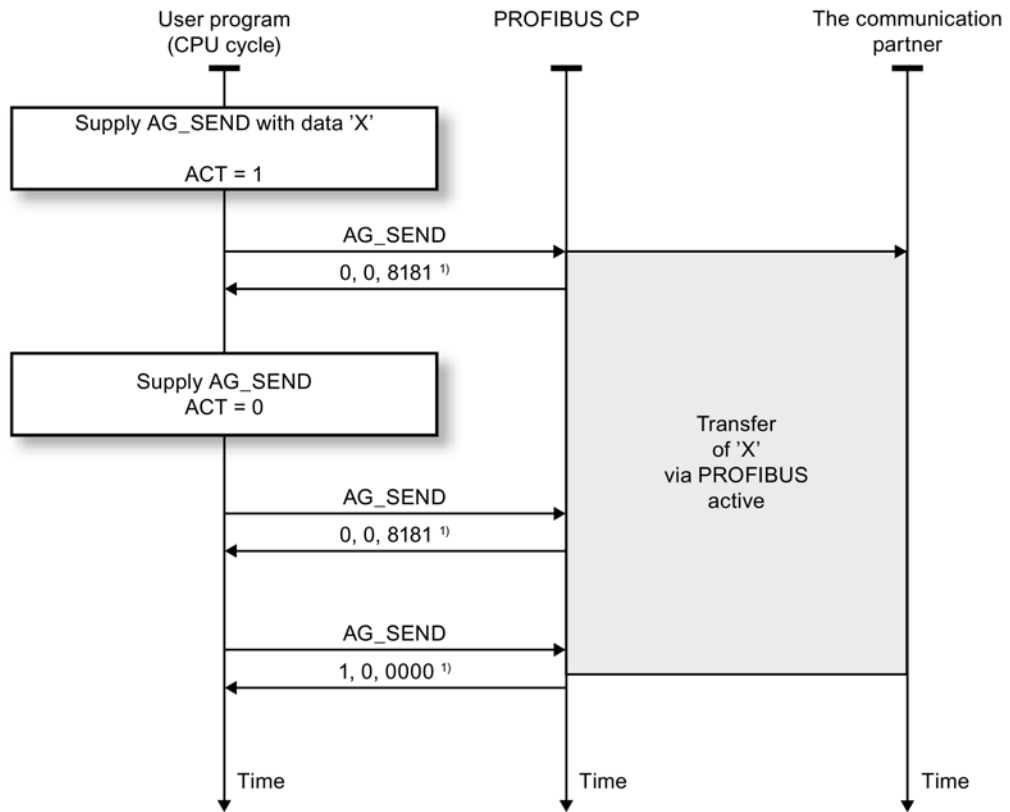 User program
(CPU cycle)
PROFIBUS CP
The communication
partner
Supply AG_SEND with data ’X’
ACT = 1
AG_SEND
0, 0, 8181 ¹⁾
Supply AG_SEND
ACT = 0
Transfer
of ’X’
via PROFIBUS
active
AG_SEND
0, 0, 8181 ¹⁾
AG_SEND
1, 0, 0000 ¹⁾
Time
Time
Time